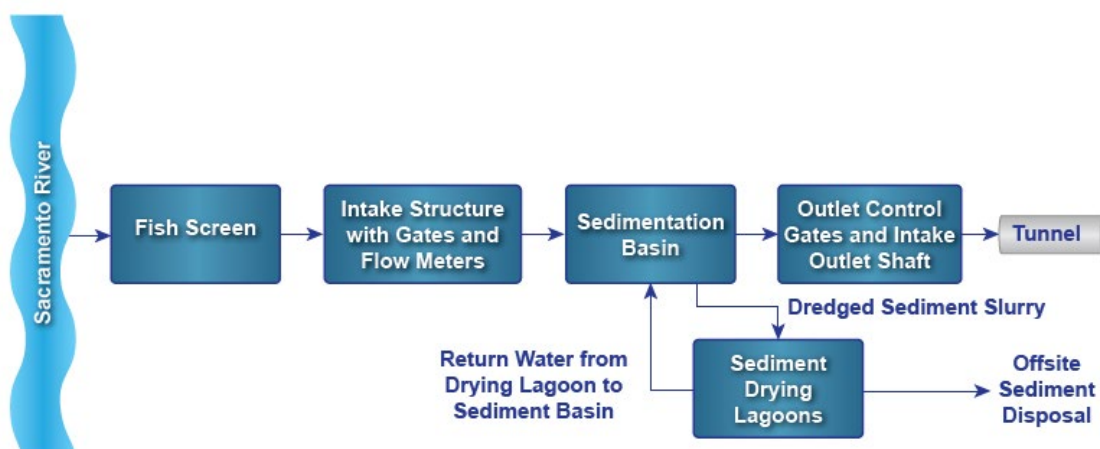 Sacramento River
Fish Screen
Intake Structure
with Gates and
Flow Meters
Sedimentation
Basin
Outlet Control
Gates and Intake
Outlet Shaft
Tunnel
Dredged Sediment Slurry
Return Water from
Drying Lagoon to
Sediment Basin
Sediment
Drying
Lagoons
Offsite
Sediment
Disposal